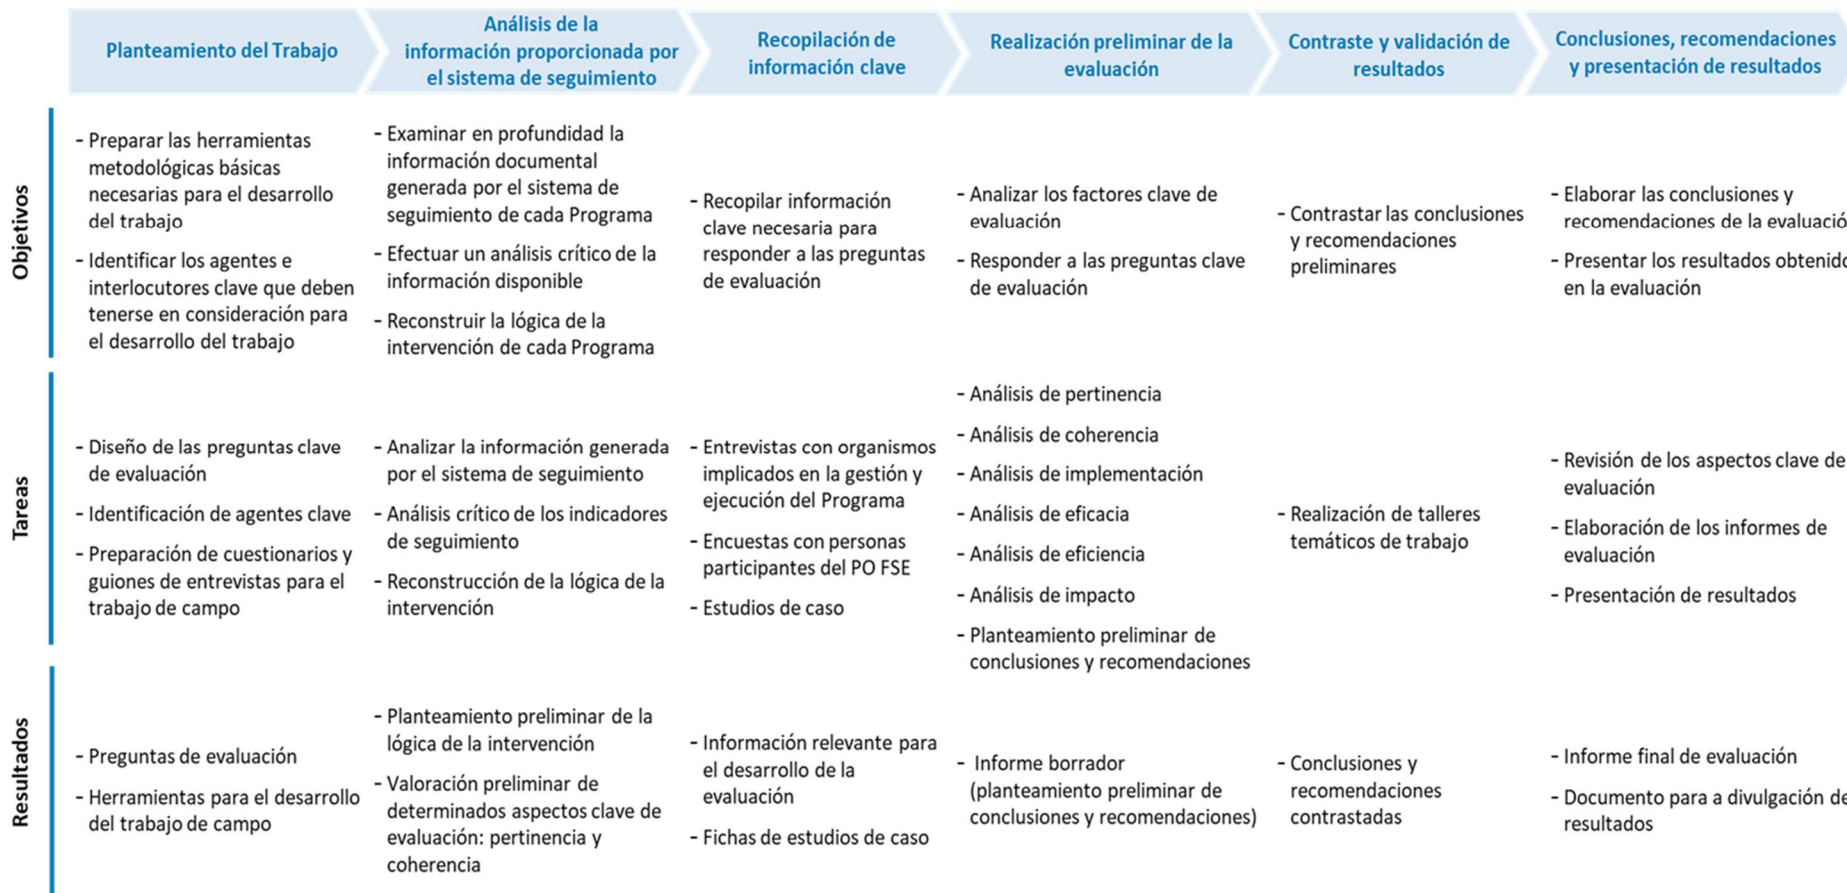 Planteamiento del Trabajo
Análisis de la
información proporcionada por
el sistema de seguimiento
Recopilación de
información clave
Realización preliminar de la
evaluación
Contraste y validación de
resultados
Conclusiones, recomendaciones
y presentación de resultados
Objetivos
- Preparar las herramientas
metodológicas básicas
necesarias para el desarrollo
del trabajo
- Identificar los agentes e
interlocutores clave que deben
tenerse en consideración para
el desarrollo del trabajo
- Examinar en profundidad la
información documental
generada por el sistema de
seguimiento de cada Programa
- Efectuar un análisis crítico de la
información disponible
- Reconstruir la lógica de la
intervención de cada Programa
- Recopilar información
clave necesaria para
responder a las preguntas
de evaluación
- Analizar los factores clave de
evaluación
- Responder a las preguntas clave
de evaluación
- Contrastar las conclusiones
y recomendaciones
preliminares
- Elaborar las conclusiones y
recomendaciones de la evaluació
- Presentar los resultados obtenido
en la evaluación
Tareas
- Diseño de las preguntas clave
de evaluación
- Identificación de agentes clave
- Preparación de cuestionarios y
guiones de entrevistas para el
trabajo de campo
- Analizar la información generada
por el sistema de seguimiento
- Análisis crítico de los indicadores
de seguimiento
- Reconstrucción de la lógica de la
intervención
- Entrevistas con organismos
implicados en la gestión y
ejecución del Programa
- Encuestas con personas
participantes del PO FSE
- Estudios de caso
- Análisis de pertinencia
- Análisis de coherencia
- Análisis de implementación
- Análisis de eficacia
- Análisis de eficiencia
- Análisis de impacto
- Planteamiento preliminar de
conclusiones y recomendaciones
- Realización de talleres
temáticos de trabajo
- Revisión de los aspectos clave de
evaluación
- Elaboración de los informes de
evaluación
- Presentación de resultados
Resultados
- Preguntas de evaluación
- Herramientas para el desarrollo
del trabajo de campo
- Planteamiento preliminar de la
lógica de la intervención
- Valoración preliminar de
determinados aspectos clave de
evaluación: pertinencia y
coherencia
- Información relevante para
el desarrollo de la
evaluación
- Fichas de estudios de caso
- Informe borrador
(planteamiento preliminar de
conclusiones y recomendaciones)
- Conclusiones y
recomendaciones
contrastadas
- Informe final de evaluación
- Documento para a divulgación de
resultados